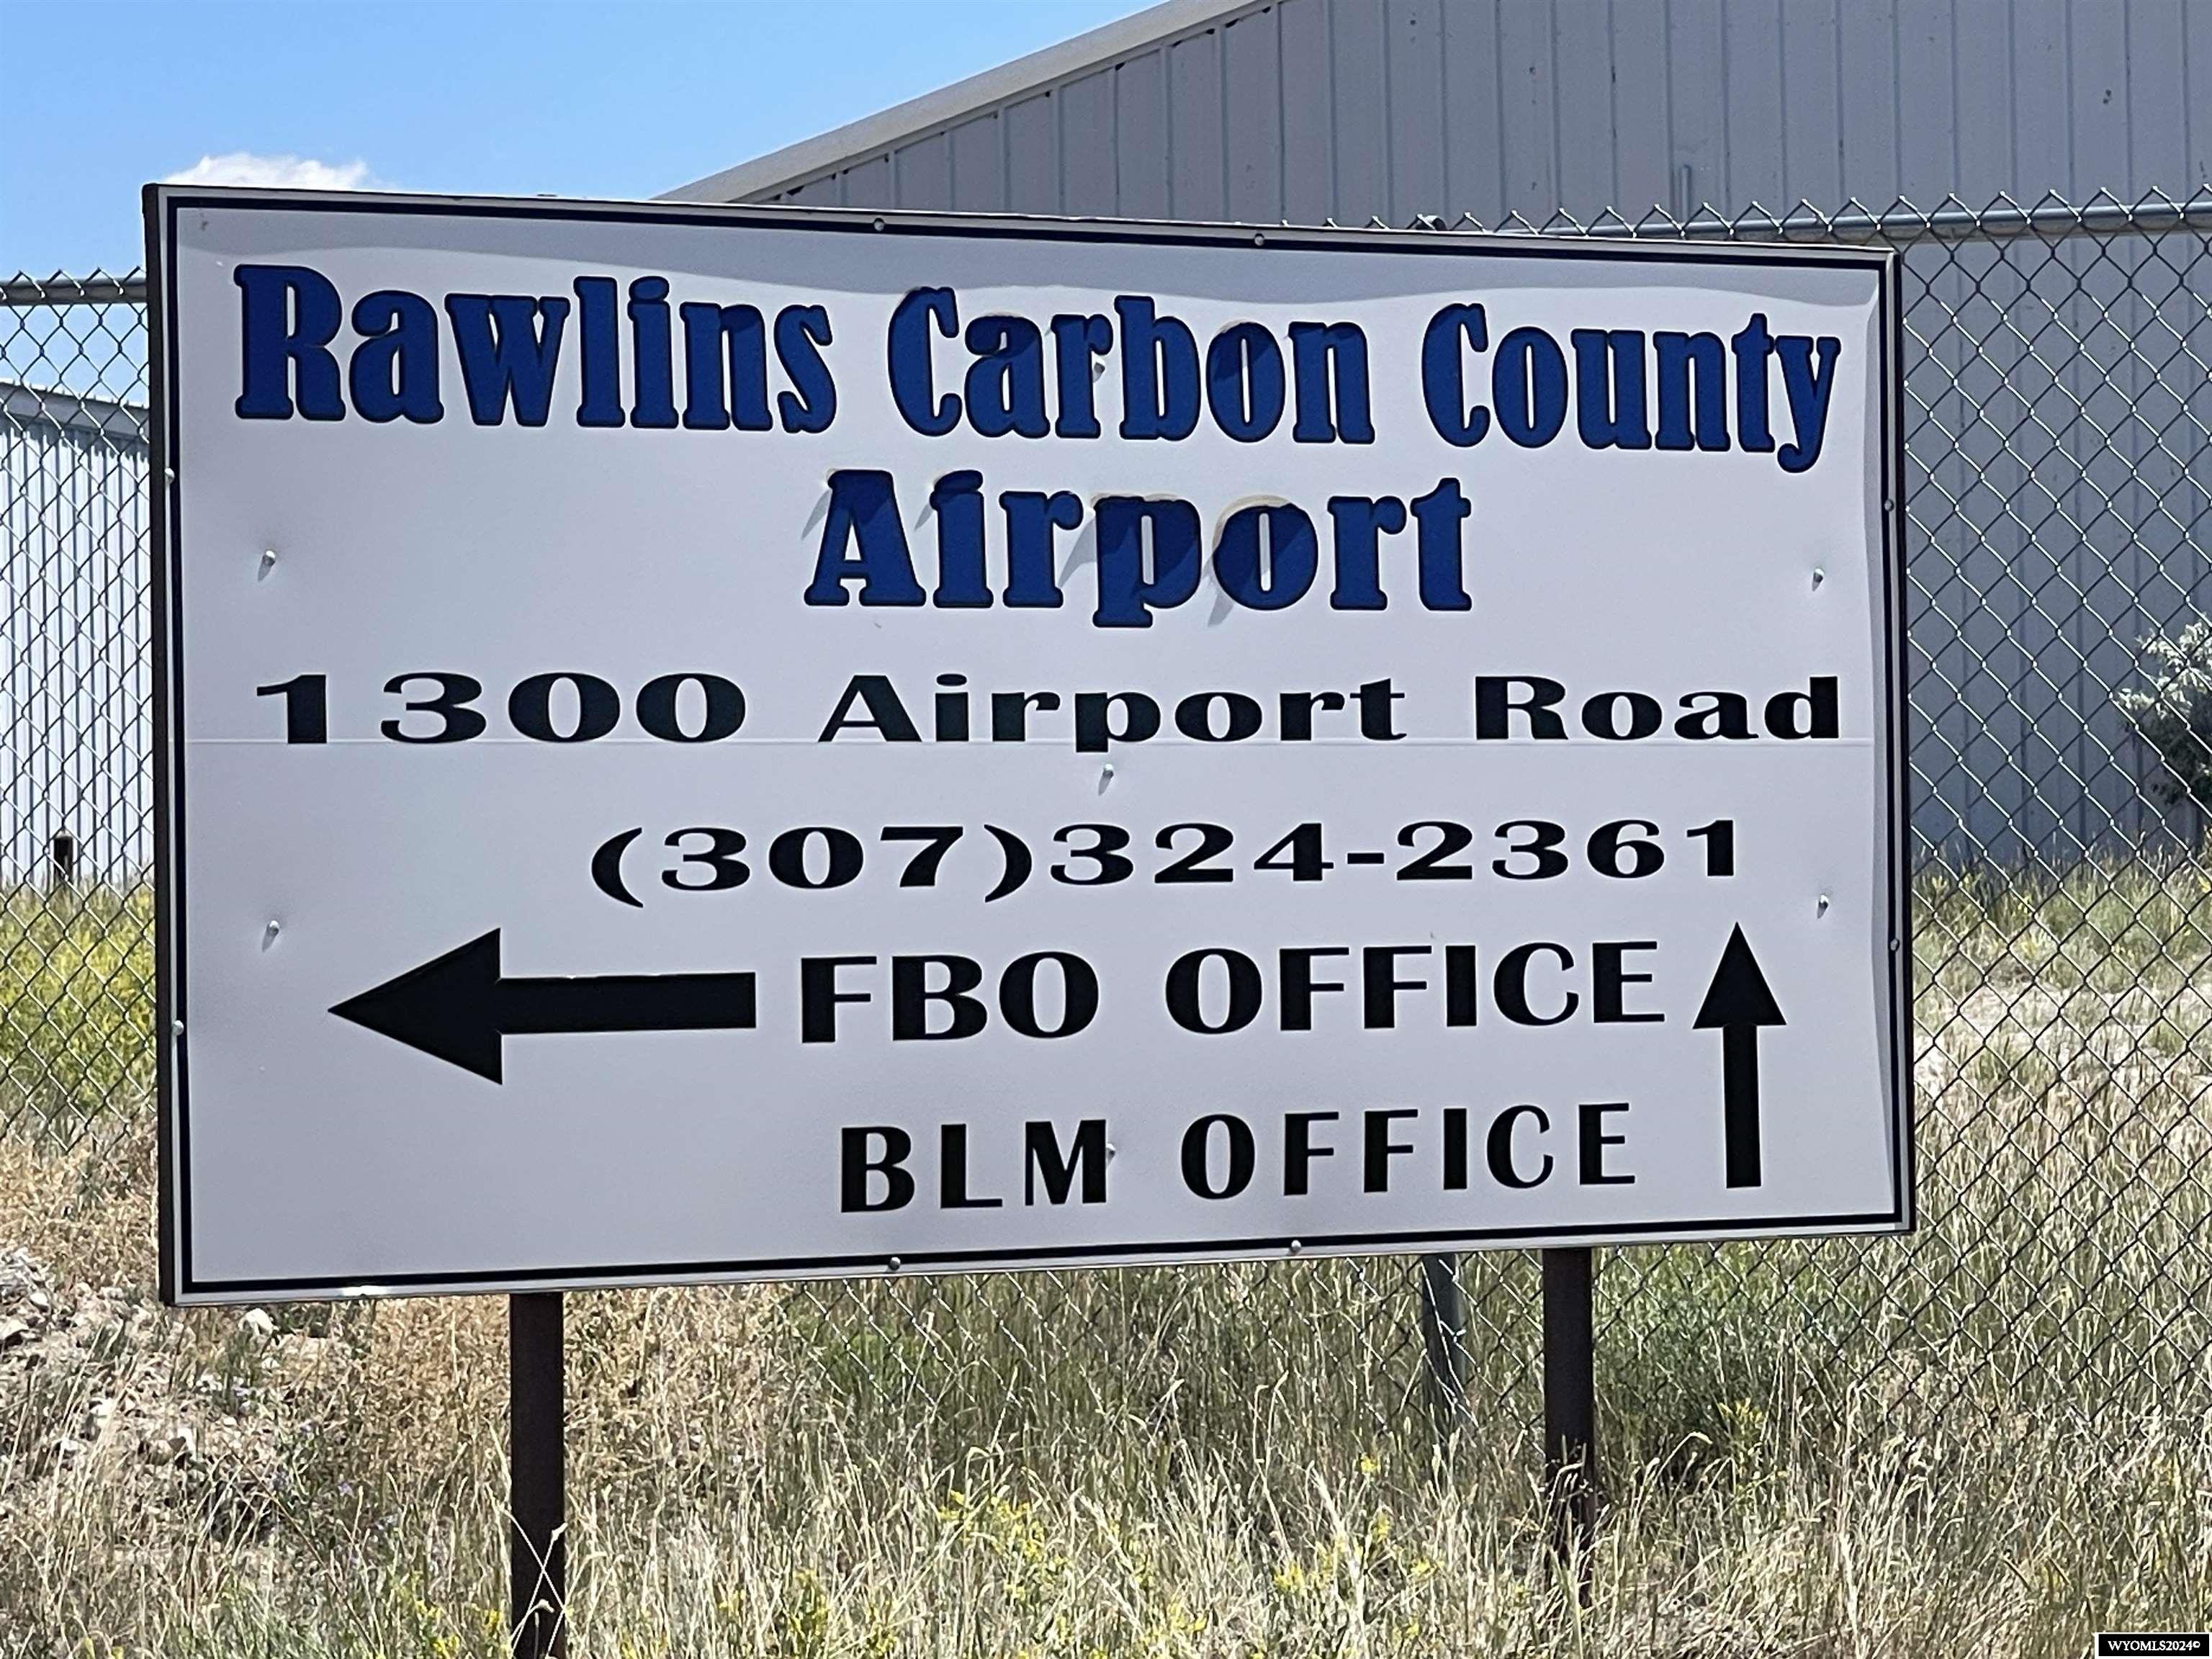 Rawlins Carbon County
Airport
1300 Airport Road
(307)324-2361
FBO OFFICE
BLM OFFICE
WYOMLS2024©